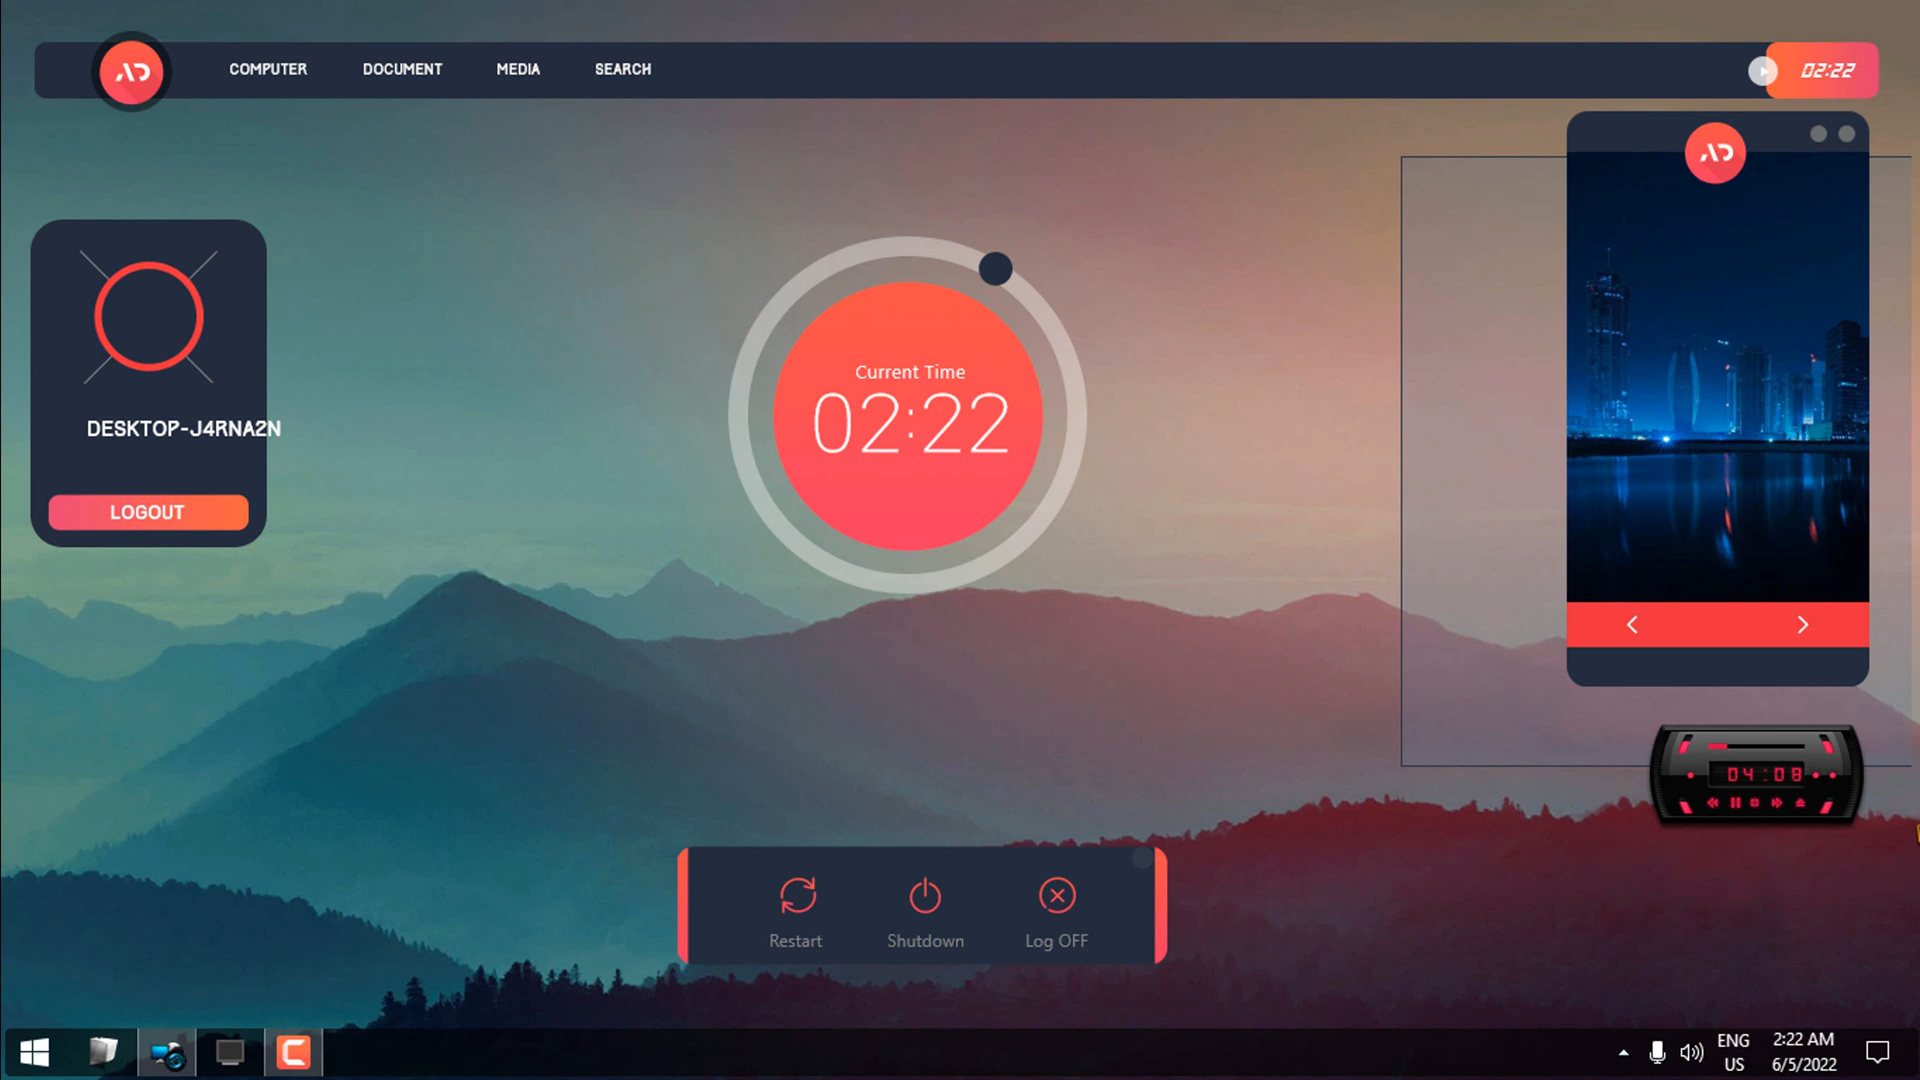 COMPUTER DOCUMENT MEDIA SEARCH
02:22
DESKTOP-J4RNA2N
LOGOUT
Current Time
02:22
04:08
Restart Shutdown Log OFF
ENG
US
2:22 AM
6/5/2022